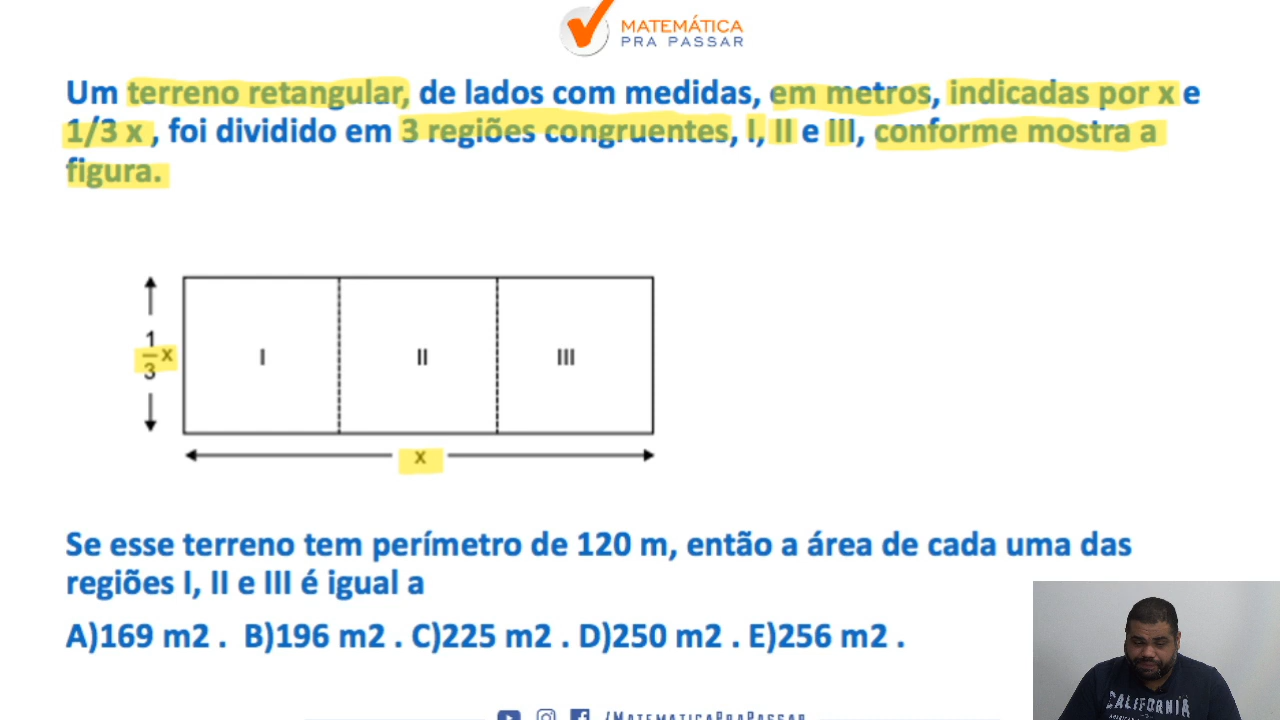 MATEMÁTICA
PRA PASSAR
Um terreno retangular, de lados com medidas, em metros, indicadas por x e
1/3 x , foi dividido em 3 regiões congruentes, I, II e III, conforme mostra a
figura.
1
3
x
I
II
III
x
Se esse terreno tem perímetro de 120 m, então a área de cada uma das
regiões I, II e III é igual a
A)169 m2 . B)196 m2 . C)225 m2 . D)250 m2 . E)256 m2 .
CALIFORNIA
/MATEMATICAPRAPASSAR